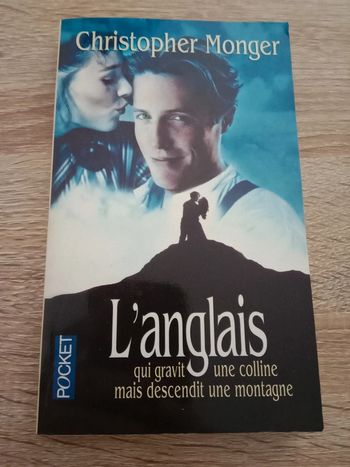 Christopher Monger
L'anglais
qui gravit une colline
mais descendit une montagne
POCKET